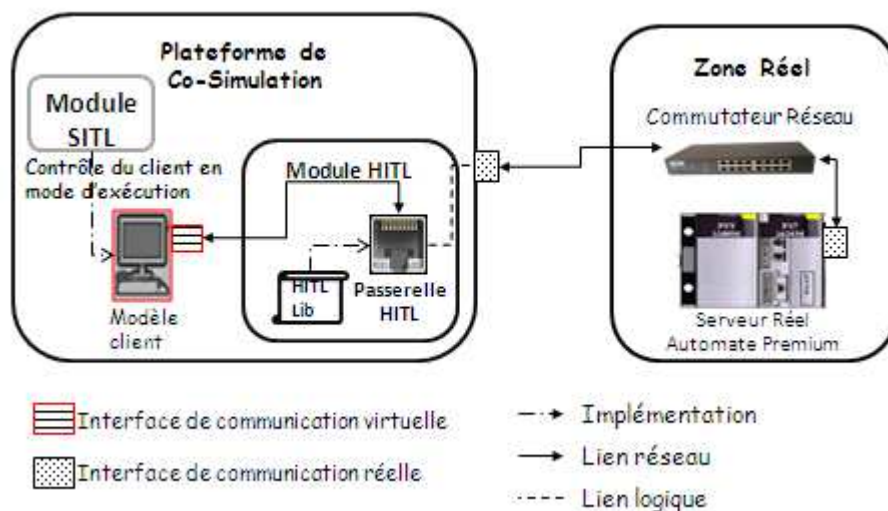 Plateforme de
Co-Simulation
Module
SITL
Contrôle du client en
mode d'exécution
Modèle
client
Module HITL
HITL
Lib
Passerelle
HITL
Zone Réel
Commutateur Réseau
Serveur Réel
Automate Premium
Interface de communication virtuelle
Interface de communication réelle
Implémentation
Lien réseau
Lien logique